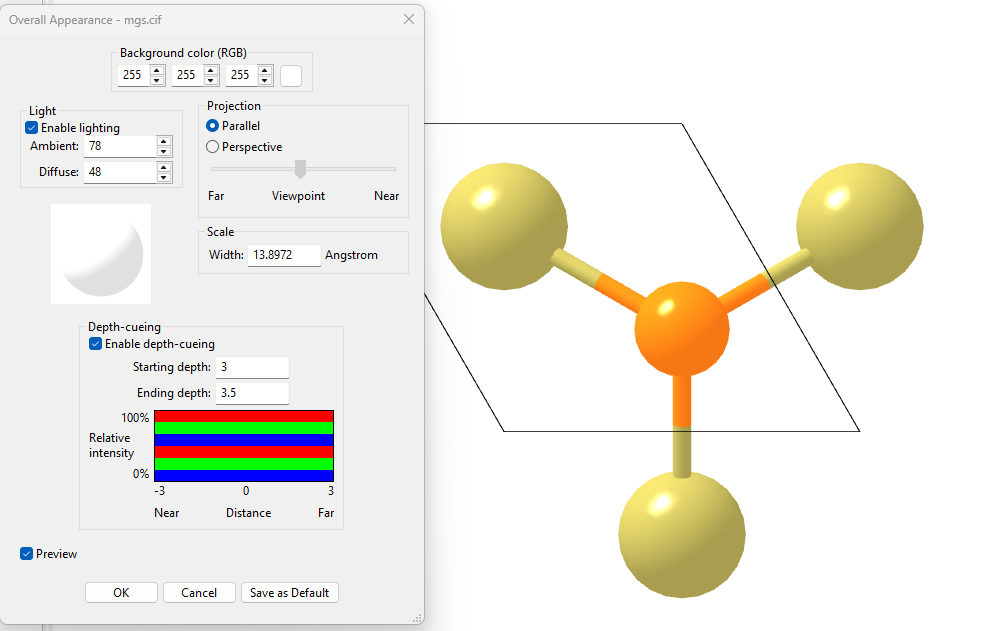 Overall Appearance - mgs.cif
Background color (RGB)
255 255 255
Light
Enable lighting
Ambient: 78
Diffuse: 48
Projection
Parallel
Perspective
Far Viewpoint Near
Scale
Width: 13.8972 Angstrom
Depth-cueing
Enable depth-cueing
Starting depth: 3
Ending depth: 3.5
100%
Relative
intensity
0%
-3 0 3
Near Distance Far
Preview
OK Cancel Save as Default